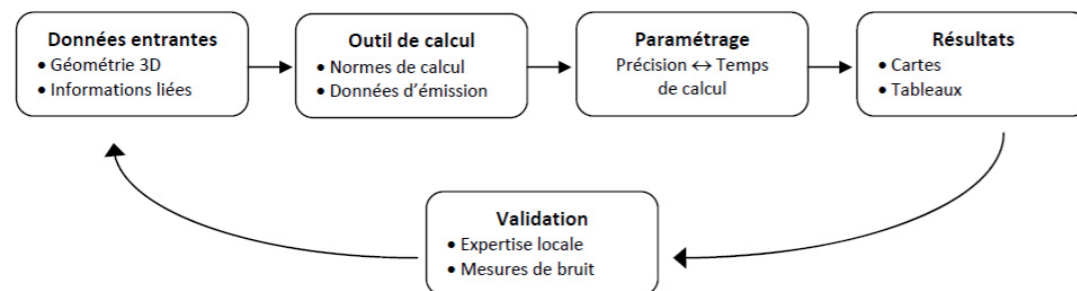 Données entrantes
• Géométrie 3D
• Informations liées
Outil de calcul
• Normes de calcul
• Données d'émission
Paramétrage
Précision ↔ Temps
de calcul
Résultats
• Cartes
• Tableaux
Validation
• Expertise locale
• Mesures de bruit